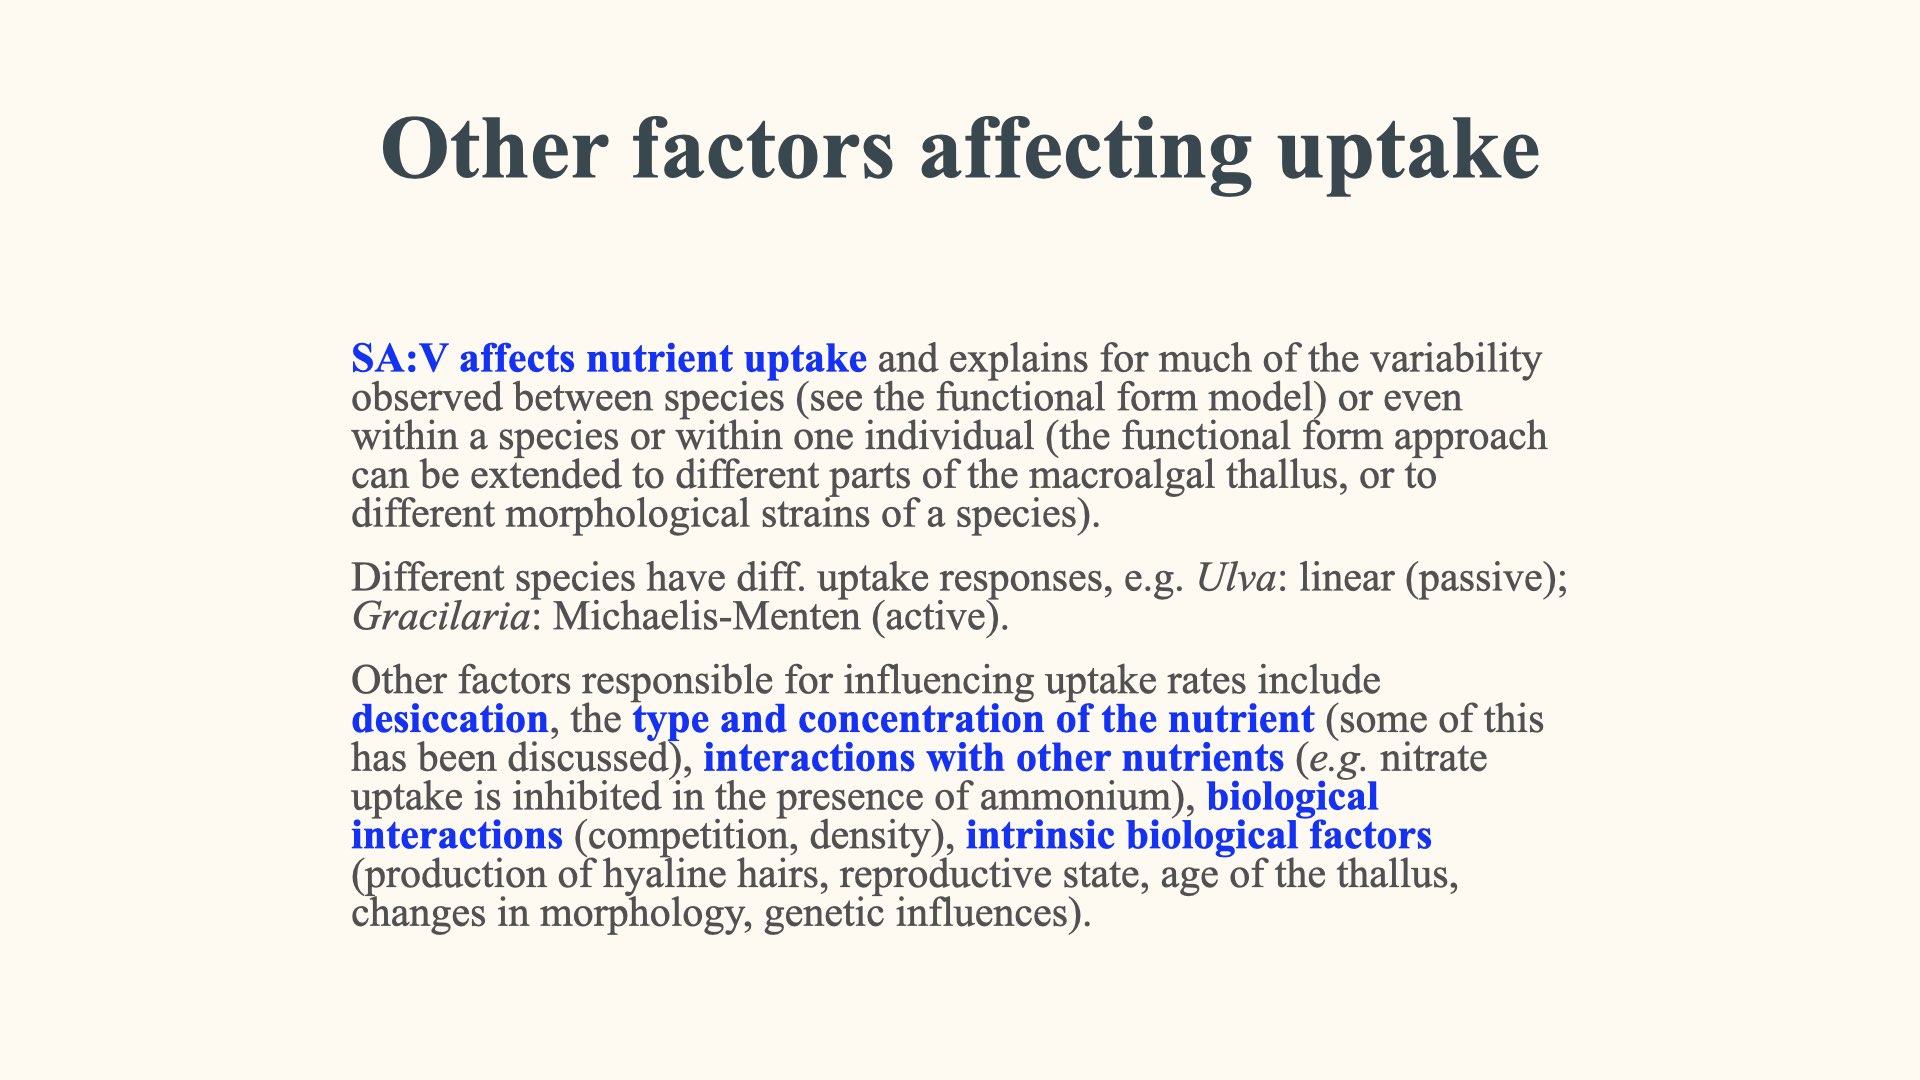 Other factors affecting uptake
SA:V affects nutrient uptake and explains for much of the variability
observed between species (see the functional form model) or even
within a species or within one individual (the functional form approach
can be extended to different parts of the macroalgal thallus, or to
different morphological strains of a species).
Different species have diff. uptake responses, e.g. Ulva: linear (passive);
Gracilaria: Michaelis-Menten (active).
Other factors responsible for influencing uptake rates include
desiccation, the type and concentration of the nutrient (some of this
has been discussed), interactions with other nutrients (e.g. nitrate
uptake is inhibited in the presence of ammonium), biological
interactions (competition, density), intrinsic biological factors
(production of hyaline hairs, reproductive state, age of the thallus,
changes in morphology, genetic influences).